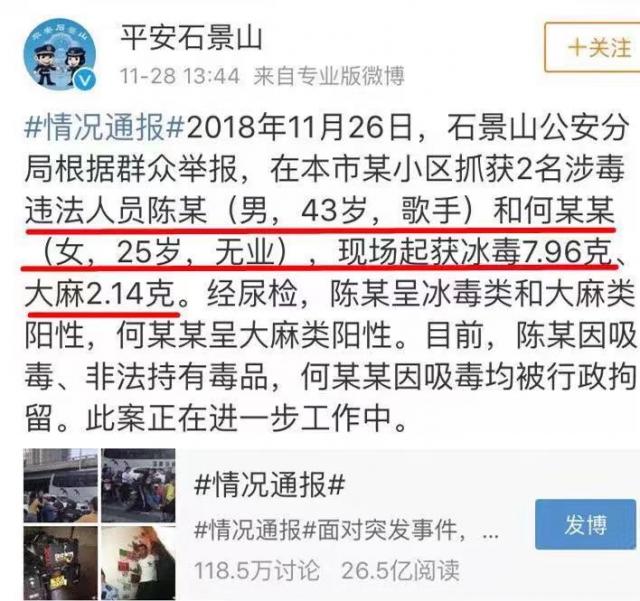 平安石景山
平安石景山
11-28 13:44 来自专业版微博
＋关注
#情况通报#2018年11月26日，石景山公安分
局根据群众举报，在本市某小区抓获2名涉毒
违法人员陈某（男，43岁，歌手）和何某某
（女，25岁，无业），现场起获冰毒7.96克、
大麻2.14克。经尿检，陈某呈冰毒类和大麻类
阳性，何某某呈大麻类阳性。目前，陈某因吸
毒、非法持有毒品，何某某因吸毒均被行政拘
留。此案正在进一步工作中。
#情况通报#
#情况通报#面对突发事件，...
118.5万讨论 26.5亿阅读
发博